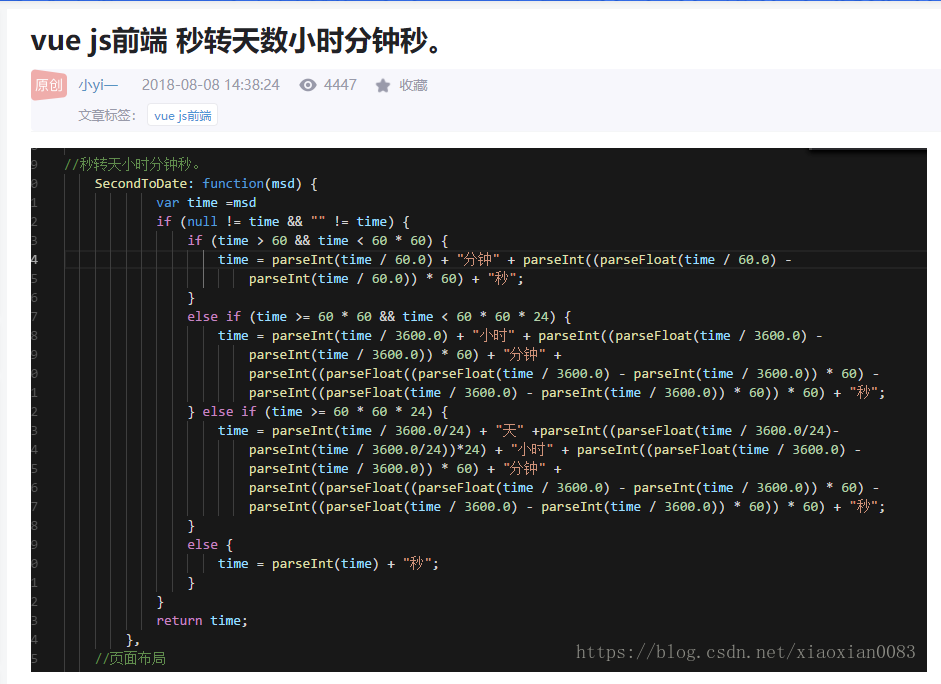 vue js前端 秒转天数小时分钟秒。
原创 小yi一 2018-08-08 14:38:24 4447 收藏
文章标签： vue js前端
9 //秒转天小时分钟秒。
0 SecondToDate: function(msd) {
1 var time =msd
2 if (null != time && "" != time) {
3 if (time > 60 && time < 60 * 60) {
4 time = parseInt(time / 60.0) + "分钟" + parseInt((parseFloat(time / 60.0) -
5 parseInt(time / 60.0)) * 60) + "秒";
6 }
7 else if (time >= 60 * 60 && time < 60 * 60 * 24) {
8 time = parseInt(time / 3600.0) + "小时" + parseInt((parseFloat(time / 3600.0) -
9 parseInt(time / 3600.0)) * 60) + "分钟" +
0 parseInt((parseFloat((parseFloat(time / 3600.0) - parseInt(time / 3600.0)) * 60) -
1 parseInt((parseFloat(time / 3600.0) - parseInt(time / 3600.0)) * 60)) * 60) + "秒";
2 } else if (time >= 60 * 60 * 24) {
3 time = parseInt(time / 3600.0/24) + "天" +parseInt((parseFloat(time / 3600.0/24)-
4 parseInt(time / 3600.0/24))*24) + "小时" + parseInt((parseFloat(time / 3600.0) -
5 parseInt(time / 3600.0)) * 60) + "分钟" +
6 parseInt((parseFloat((parseFloat(time / 3600.0) - parseInt(time / 3600.0)) * 60) -
7 parseInt((parseFloat(time / 3600.0) - parseInt(time / 3600.0)) * 60)) * 60) + "秒";
8 }
9 else {
0 time = parseInt(time) + "秒";
1 }
2 }
3 return time;
4 },
5 //页面布局
https://blog.csdn.net/xiaoxian0083